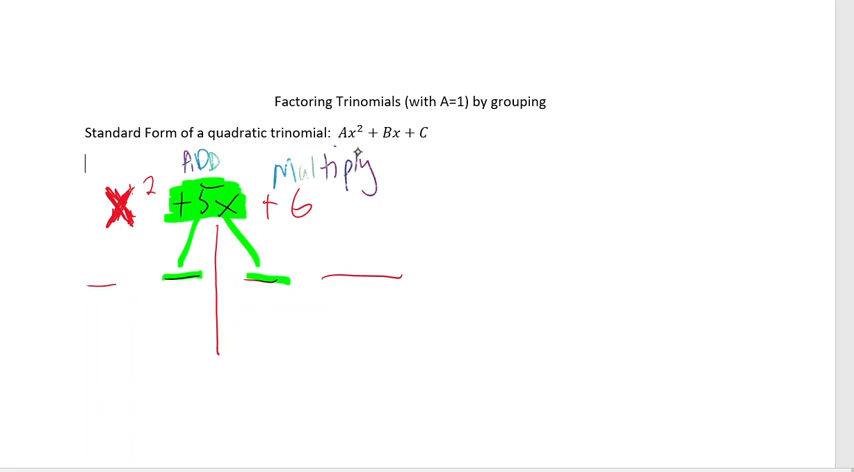 Factoring Trinomials (with A=1) by grouping
Standard Form of a quadratic trinomial: Ax² + Bx + C
ADD Multiply
x² +5x + 6